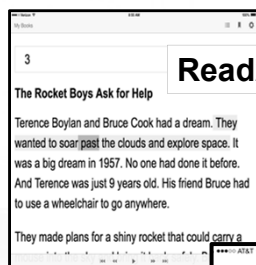 My Books
3
Read
The Rocket Boys Ask for Help
Terence Boylan and Bruce Cook had a dream. They
wanted to soar past the clouds and explore space. It
was a big dream in 1957. No one had done it before.
And Terence was just 9 years old. His friend Bruce had
to use a wheelchair to go anywhere.
They made plans for a shiny rocket that could carry a
AT&T